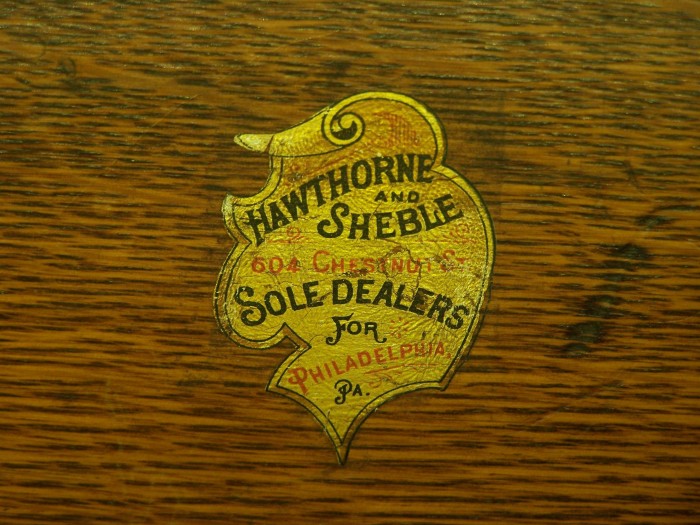 HAWTHORNE
AND
SHEBLE
604 CHESTNUT ST
SOLE DEALERS
FOR
PHILADELPHIA,
PA.